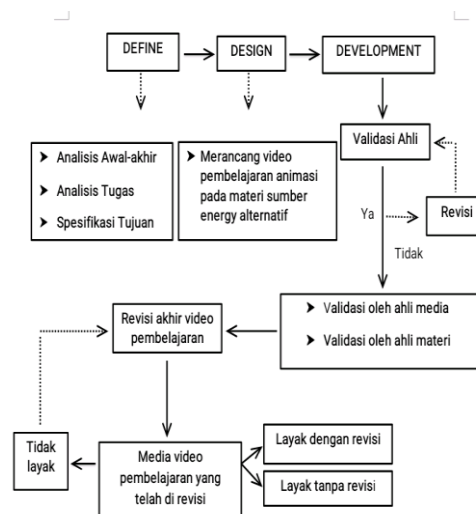 DEFINE
DESIGN
DEVELOPMENT
➤ Analisis Awal-akhir
➤ Analisis Tugas
➤ Spesifikasi Tujuan
➤ Merancang video
pembelajaran animasi
pada materi sumber
energy alternatif
Validasi Ahli
Ya
Revisi
Tidak
➤ Validasi oleh ahli media
➤ Validasi oleh ahli materi
Revisi akhir video
pembelajaran
Tidak
layak
Media video
pembelajaran yang
telah di revisi
Layak dengan revisi
Layak tanpa revisi